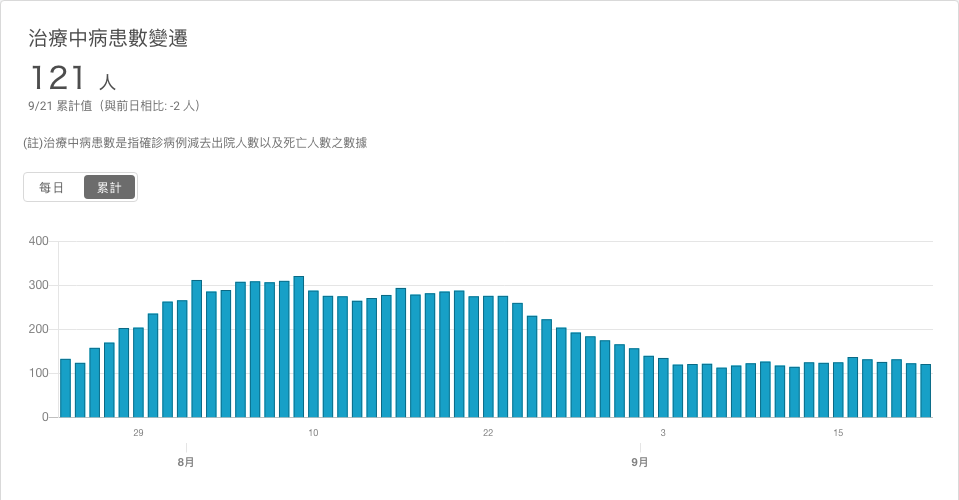 治療中病患數變遷
121 人
9/21 累計值（與前日相比: -2 人）
(註)治療中病患數是指確診病例減去出院人數以及死亡人數之數據
每日 累計
400
300
200
100
0
29 10 22 3 15
8月 9月